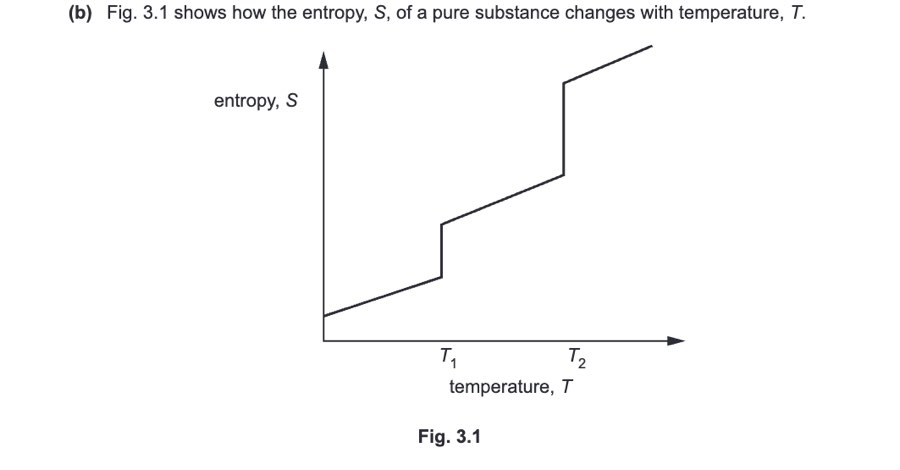 (b) Fig. 3.1 shows how the entropy, S, of a pure substance changes with temperature, T.
entropy, S
T₁ T₂
temperature, T
Fig. 3.1